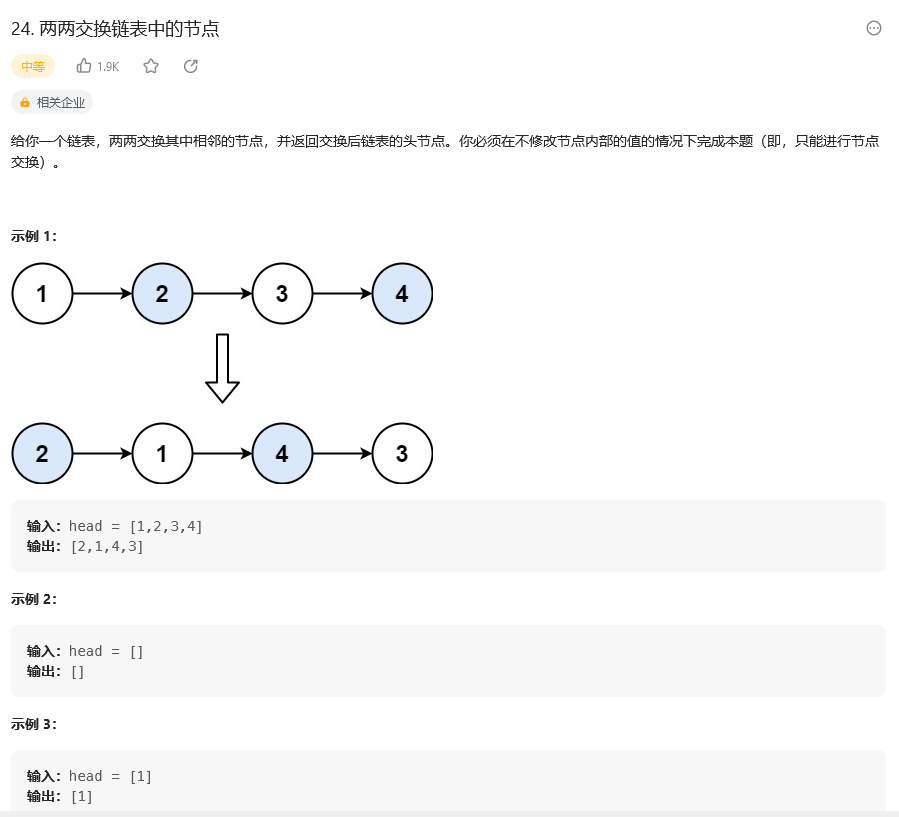 24. 两两交换链表中的节点
中等 1.9K
相关企业
给你一个链表，两两交换其中相邻的节点，并返回交换后链表的头节点。你必须在不修改节点内部的值的情况下完成本题（即，只能进行节点
交换）。
示例 1：
1 2 3 4
2 1 4 3
输入：head = [1,2,3,4]
输出：[2,1,4,3]
示例 2：
输入：head = []
输出：[]
示例 3：
输入：head = [1]
输出：[1]